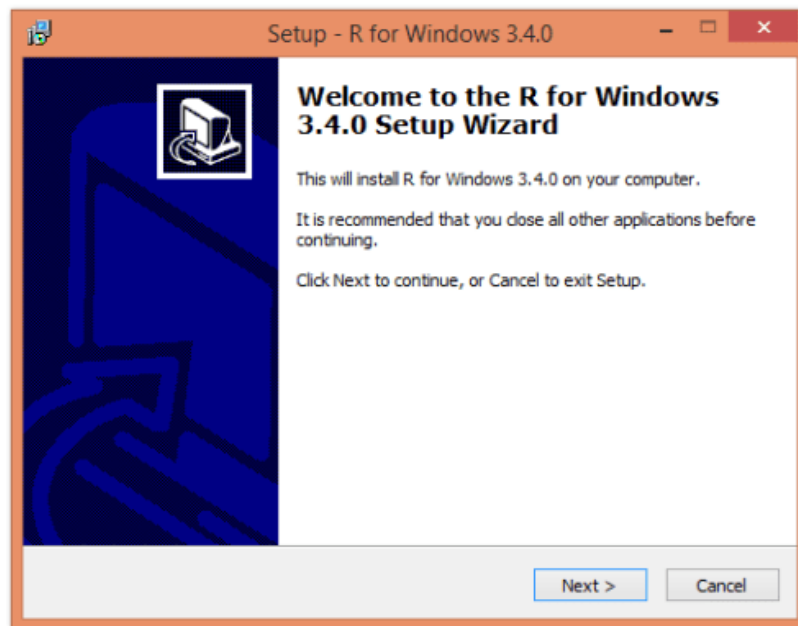 Setup - R for Windows 3.4.0
Welcome to the R for Windows
3.4.0 Setup Wizard
This will install R for Windows 3.4.0 on your computer.
It is recommended that you close all other applications before
continuing.
Click Next to continue, or Cancel to exit Setup.
Next >
Cancel